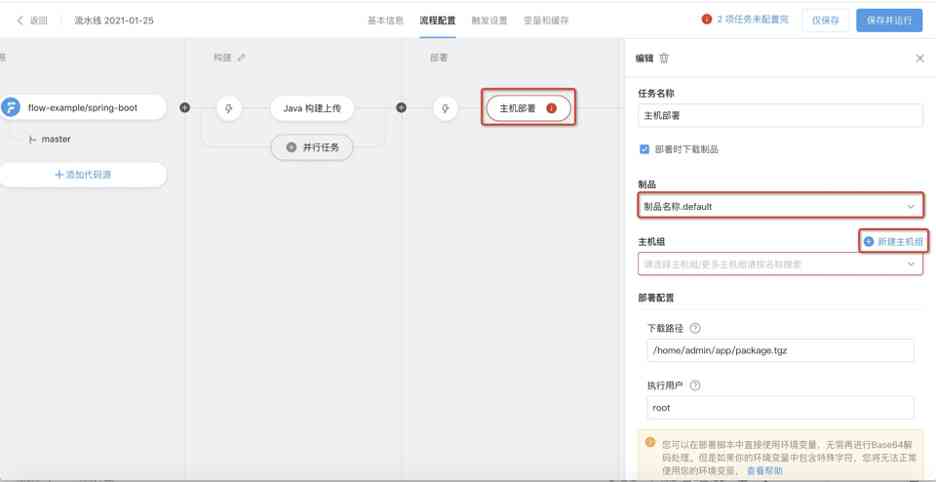 返回
流水线 2021-01-25
基本信息
流程配置
触发设置
变量和缓存
2 项任务未配置完
仅保存
保存并运行
源
构建
部署
flow-example/spring-boot
master
添加代码源
Java 构建上传
并行任务
主机部署
编辑
任务名称
主机部署
部署时下载制品
制品
制品名称.default
主机组
新建主机组
请选择主机组/更多主机组请按名称搜索
部署配置
下载路径
/home/admin/app/package.tgz
执行用户
root
您可以在部署脚本中直接使用环境变量,无需再进行Base64解
码处理。但是如果你的环境变量中包含特殊字符,您将无法正常
使用您的环境变量。 查看帮助